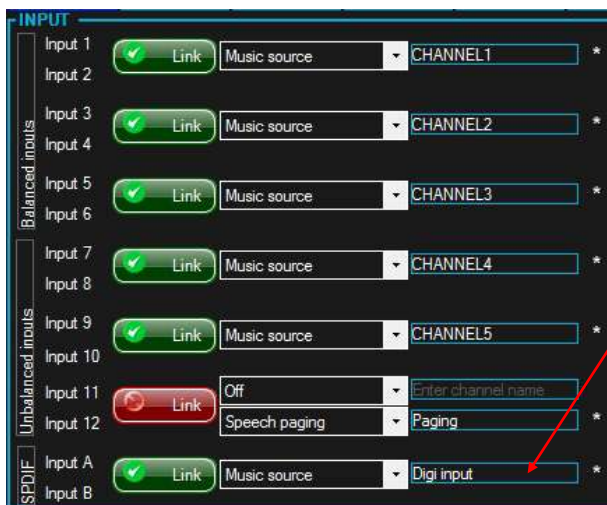 INPUT
Balanced inputs
Input 1
Link Music source CHANNEL1 *
Input 2
Input 3
Link Music source CHANNEL2 *
Input 4
Input 5
Link Music source CHANNEL3 *
Input 6
Unbalanced inputs
Input 7
Link Music source CHANNEL4 *
Input 8
Input 9
Link Music source CHANNEL5 *
Input 10
Input 11 Off Enter channel name
Link
Input 12 Speech paging Paging *
SPDIF
Input A
Link Music source Digi input *
Input B